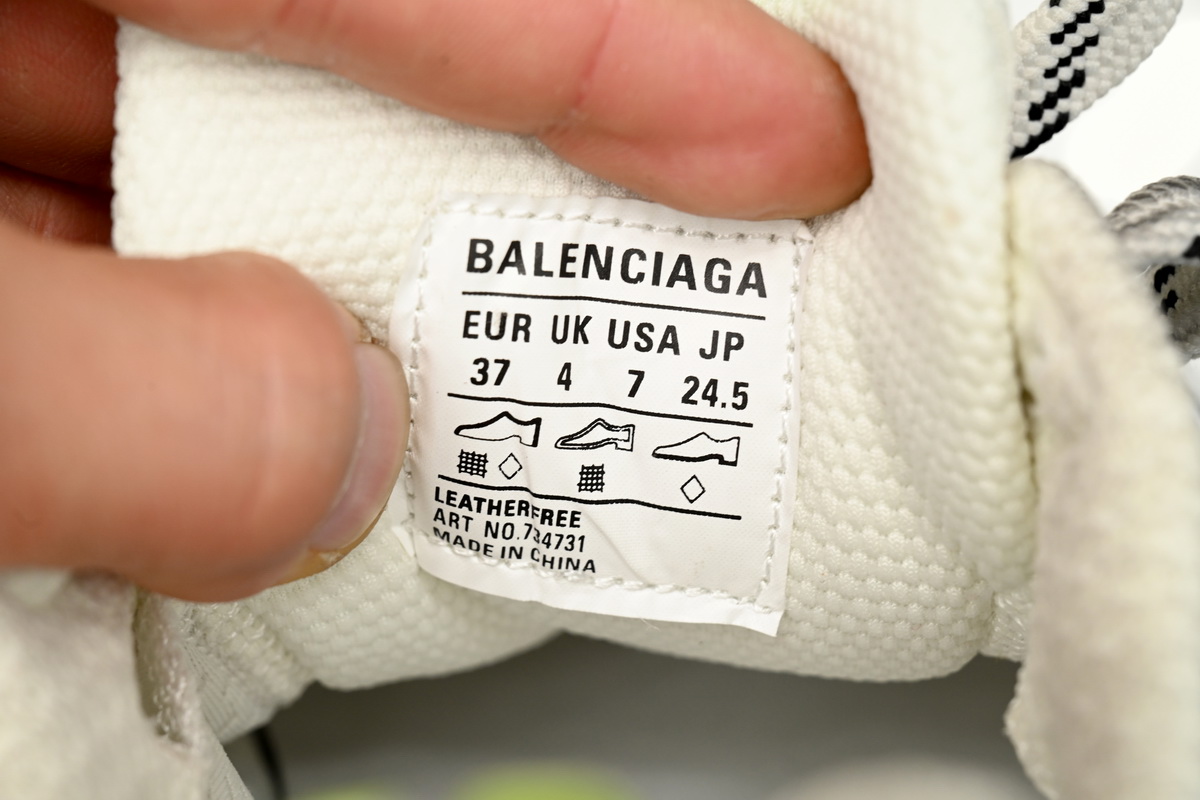 BALENCIAGA
EUR UK USA JP
37 4 7 24.5
LEATHERFREE
ART NO.734731
MADE IN CHINA